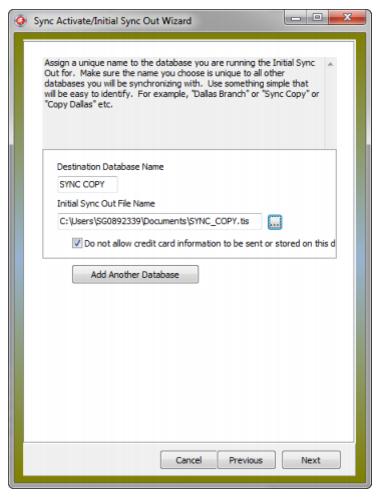 Sync Activate/Initial Sync Out Wizard
Assign a unique name to the database you are running the Initial Sync
Out for. Make sure the name you choose is unique to all other
databases you will be synchronizing with. Use something simple that
will be easy to identify. For example, "Dallas Branch" or "Sync Copy" or
"Copy Dallas" etc.
Destination Database Name
SYNC COPY
Initial Sync Out File Name
C:\Users\SG0892339\Documents\SYNC_COPY.tis
...
Do not allow credit card information to be sent or stored on this d
Add Another Database
Cancel Previous Next